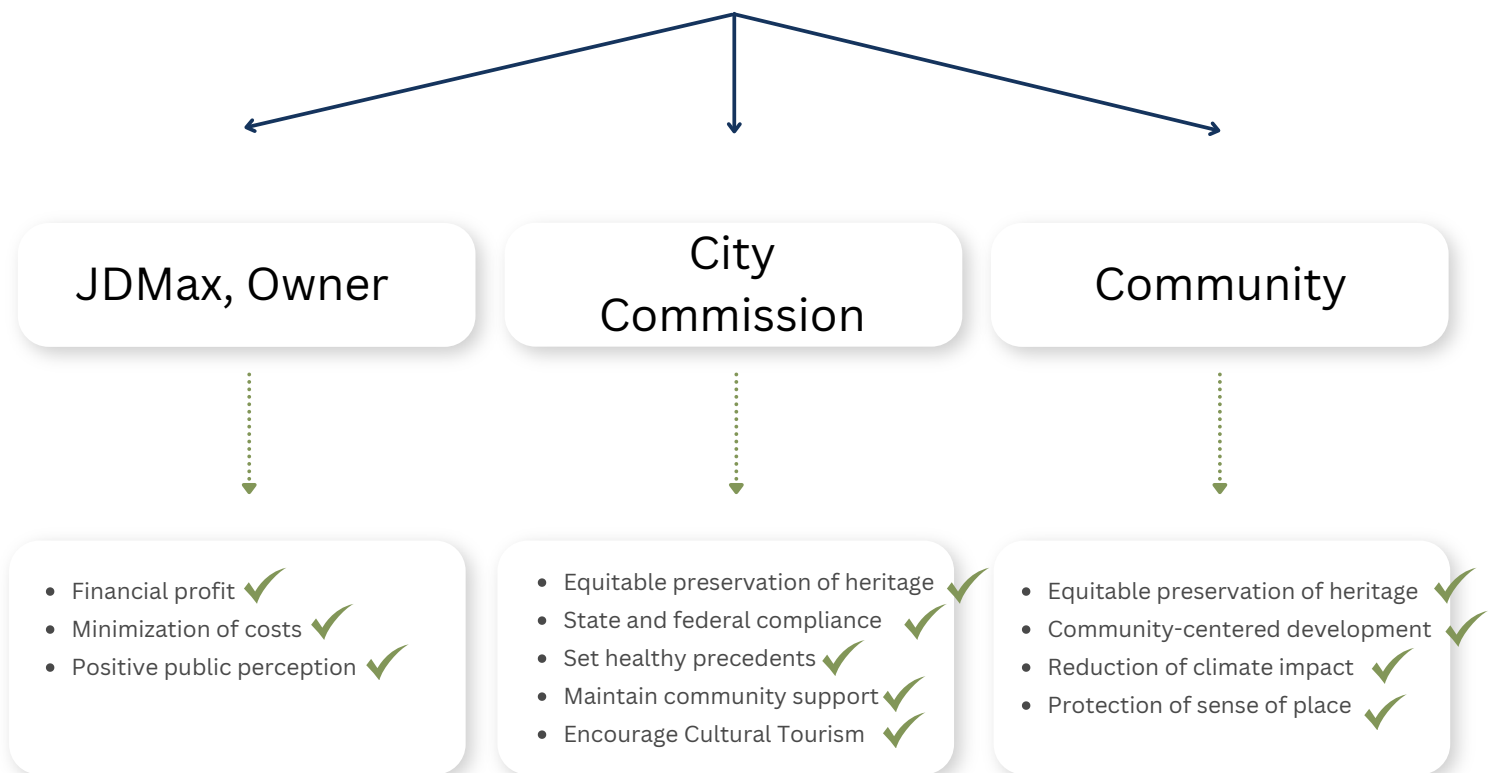 JDMax, Owner
City
Commission
Community
Financial profit
Minimization of costs
Positive public perception
Equitable preservation of heritage
State and federal compliance
Set healthy precedents
Maintain community support
Encourage Cultural Tourism
Equitable preservation of heritage
Community-centered development
Reduction of climate impact
Protection of sense of place